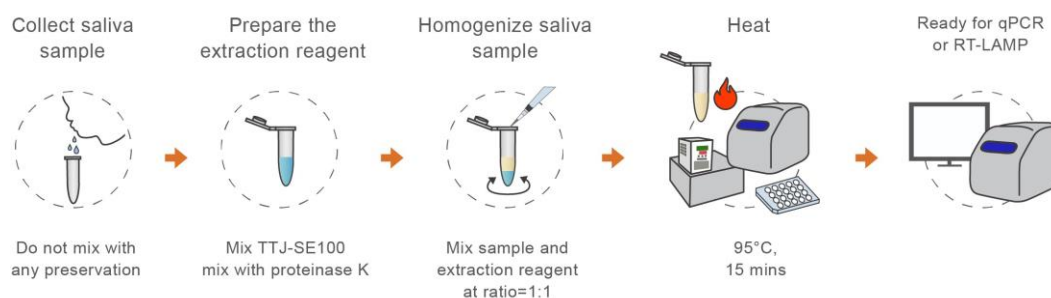 Collect saliva
sample
Prepare the
extraction reagent
Homogenize saliva
sample
Heat
Ready for qPCR
or RT-LAMP
Do not mix with
any preservation
Mix TTJ-SE100
mix with proteinase K
Mix sample and
extraction reagent
at ratio=1:1
95°C,
15 mins